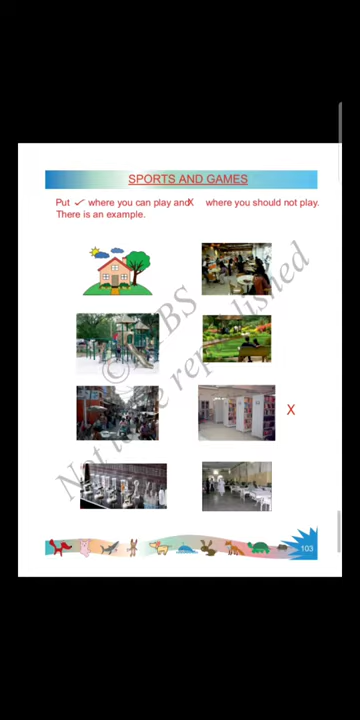 SPORTS AND GAMES
Put ✓ where you can play and X where you should not play.
There is an example.
X
not to be republished
103